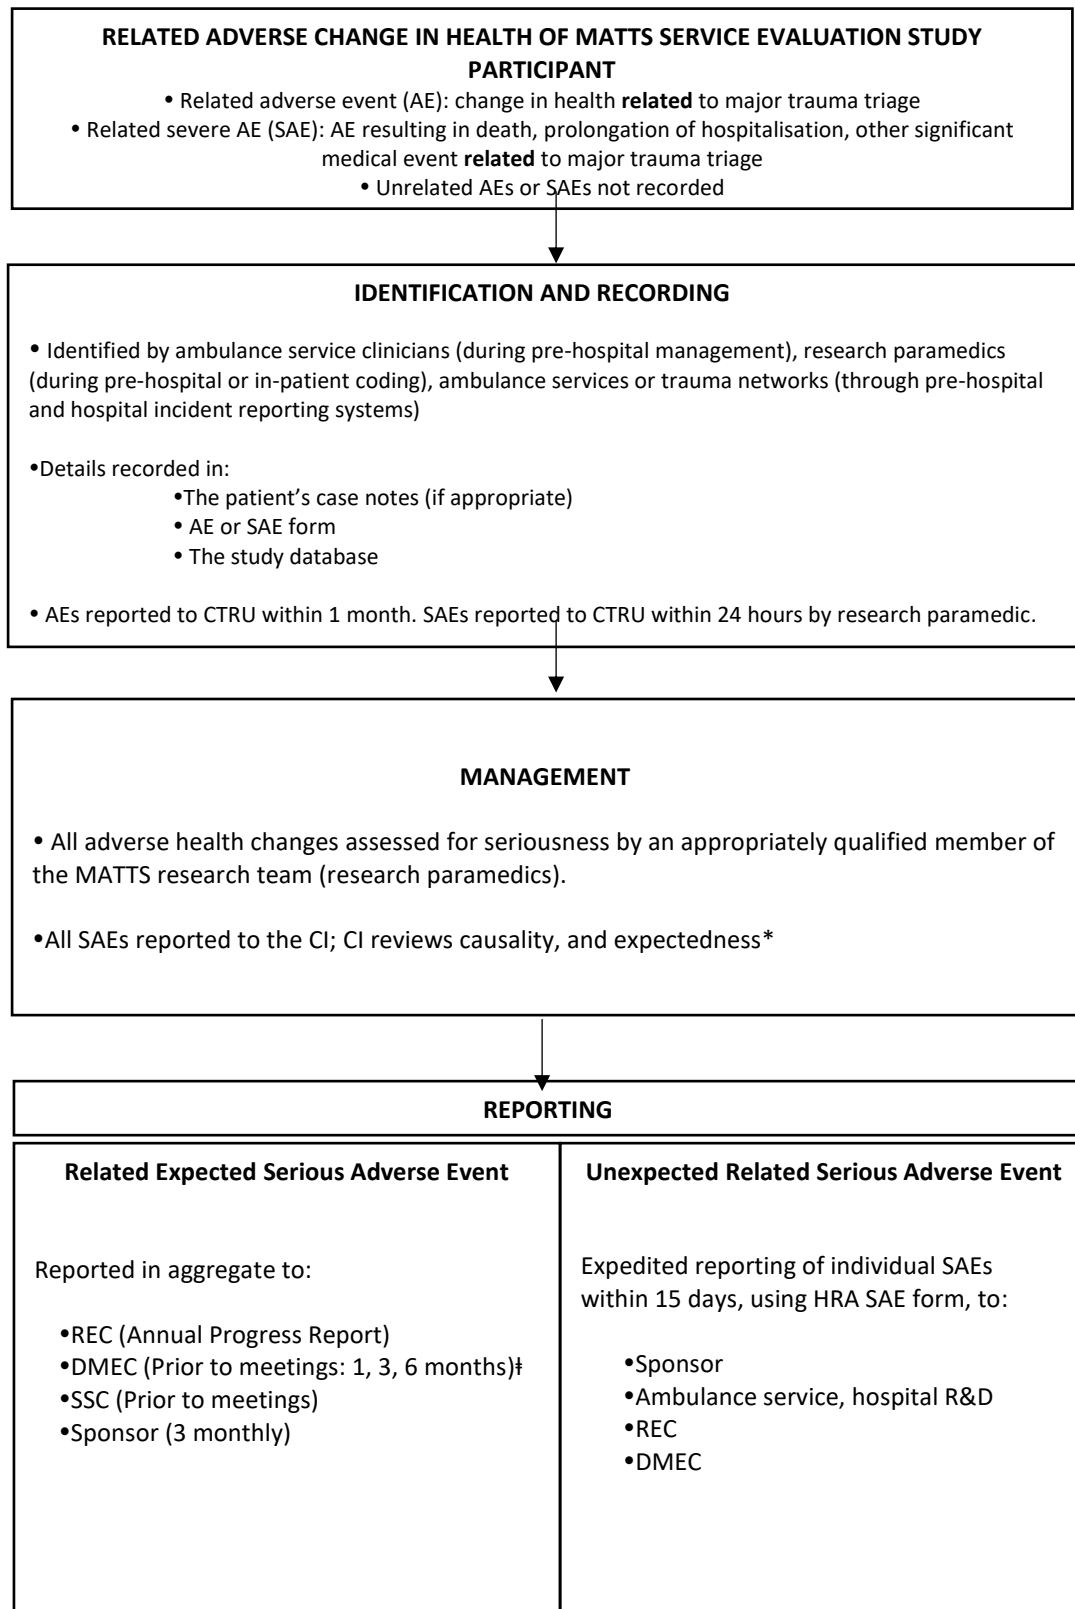 RELATED ADVERSE CHANGE IN HEALTH OF MATTS SERVICE EVALUATION STUDY
PARTICIPANT
• Related adverse event (AE): change in health related to major trauma triage
• Related severe AE (SAE): AE resulting in death, prolongation of hospitalisation, other significant
medical event related to major trauma triage
• Unrelated AEs or SAEs not recorded
IDENTIFICATION AND RECORDING
• Identified by ambulance service clinicians (during pre-hospital management), research paramedics
(during pre-hospital or in-patient coding), ambulance services or trauma networks (through pre-hospital
and hospital incident reporting systems)
•Details recorded in:
•The patient’s case notes (if appropriate)
• AE or SAE form
• The study database
• AEs reported to CTRU within 1 month. SAEs reported to CTRU within 24 hours by research paramedic.
MANAGEMENT
• All adverse health changes assessed for seriousness by an appropriately qualified member of
the MATTS research team (research paramedics).
•All SAEs reported to the CI; CI reviews causality, and expectedness*
REPORTING
Related Expected Serious Adverse Event
Reported in aggregate to:
•REC (Annual Progress Report)
•DMEC (Prior to meetings: 1, 3, 6 months)ǂ
•SSC (Prior to meetings)
•Sponsor (3 monthly)
Unexpected Related Serious Adverse Event
Expedited reporting of individual SAEs
within 15 days, using HRA SAE form, to:
•Sponsor
•Ambulance service, hospital R&D
•REC
•DMEC